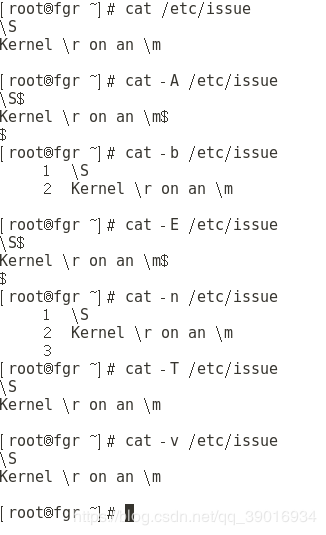 [root@fgr ~]# cat /etc/issue
\S
Kernel \r on an \m

[root@fgr ~]# cat -A /etc/issue
\S$
Kernel \r on an \m$
$
[root@fgr ~]# cat -b /etc/issue
     1  \S
     2  Kernel \r on an \m

[root@fgr ~]# cat -E /etc/issue
\S$
Kernel \r on an \m$
$
[root@fgr ~]# cat -n /etc/issue
     1  \S
     2  Kernel \r on an \m
     3
[root@fgr ~]# cat -T /etc/issue
\S
Kernel \r on an \m

[root@fgr ~]# cat -v /etc/issue
\S
Kernel \r on an \m

[root@fgr ~]#
https://blog.csdn.net/qq_39016934